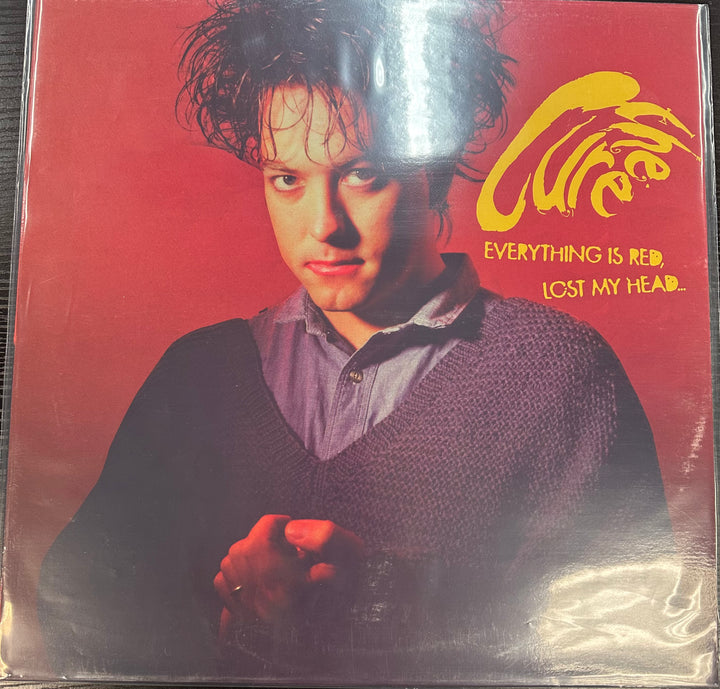 The Cure
EVERYTHING IS RED,
LOST MY HEAD...